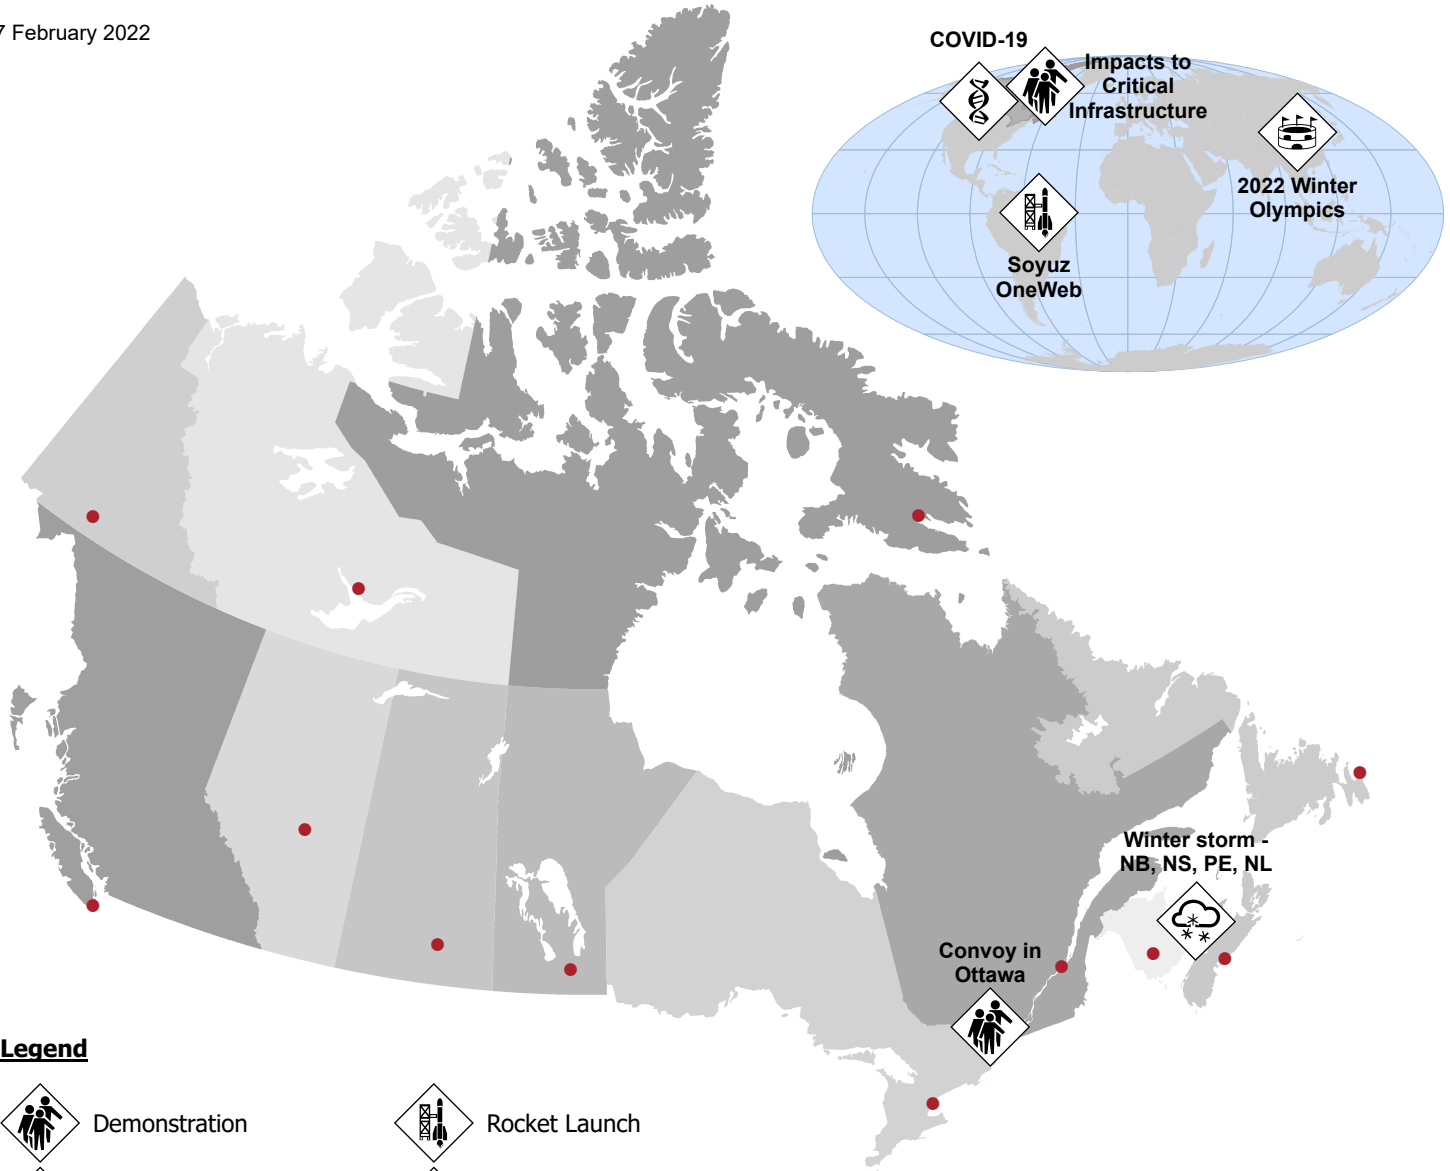 7 February 2022
COVID-19
Impacts to
Critical
Infrastructure
2022 Winter
Olympics
Soyuz
OneWeb
Winter storm -
NB, NS, PE, NL
Convoy in
Ottawa
Legend
Demonstration
Rocket Launch